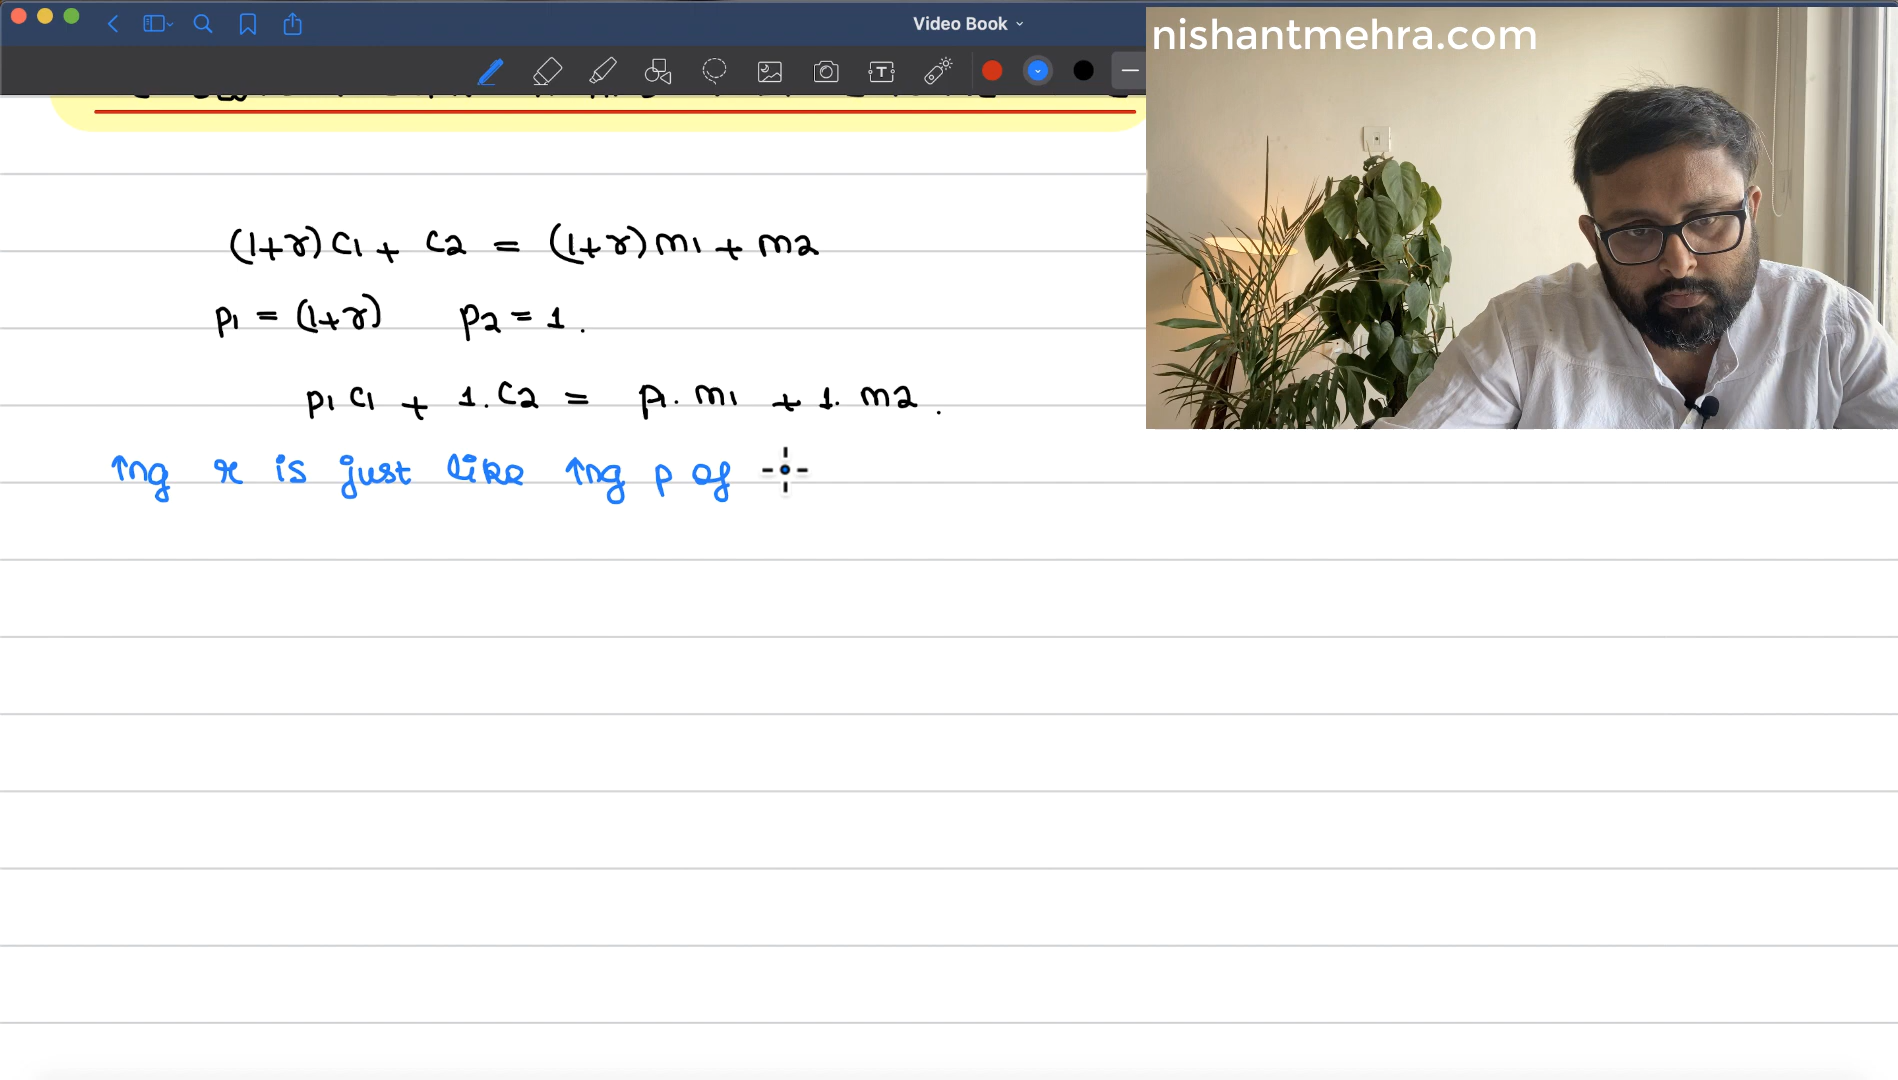 Video Book
nishantmehra.com
(1+r)C1 + C2 = (1+r)m1 + m2
P1 = (1+r) P2 = 1.
P1 C1 + 1. C2 = P1. m1 + 1. m2.
↑ng r is just like ↑ng p of